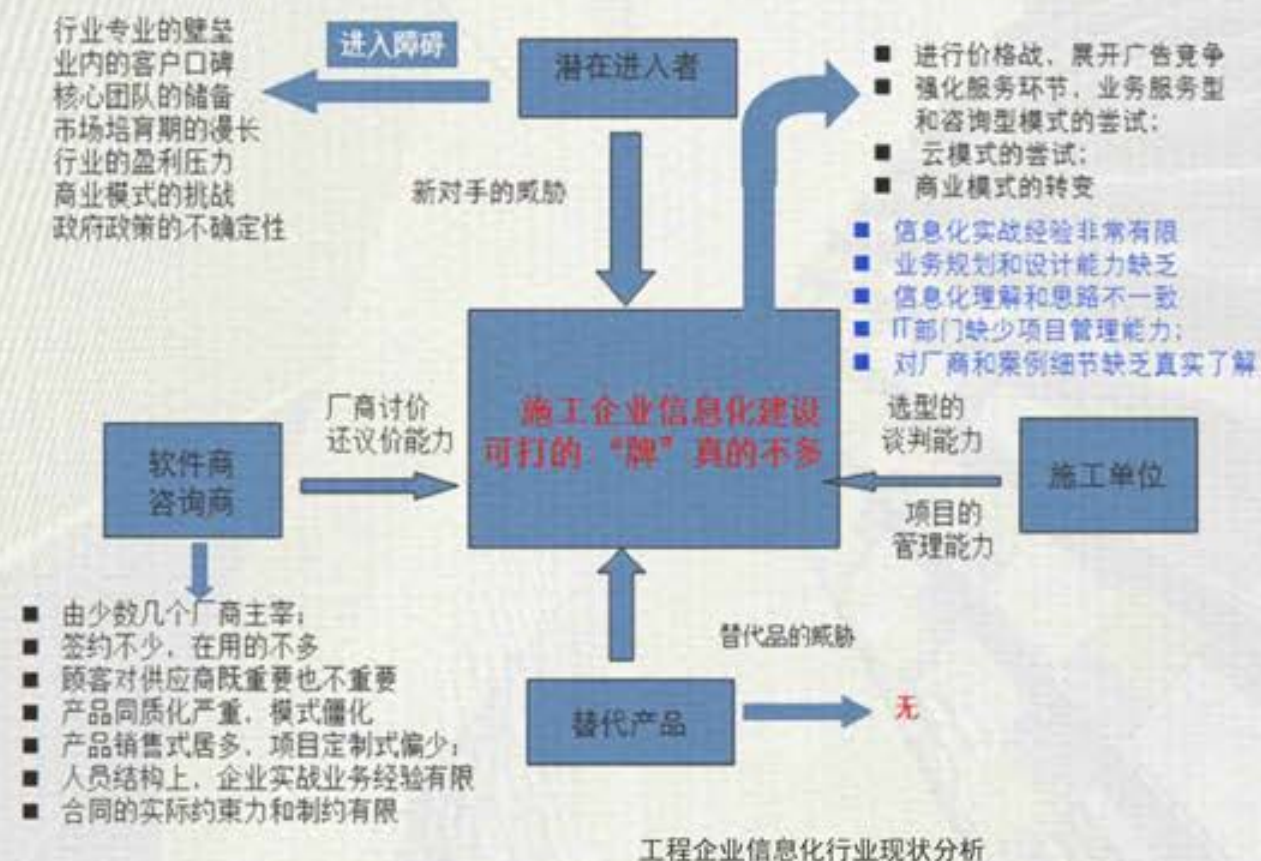 行业专业的壁垒
业内的客户口碑
核心团队的储备
市场培育期的漫长
行业的盈利压力
商业模式的挑战
政府政策的不确定性
进入障碍
潜在进入者
新对手的威胁
■ 进行价格战、展开广告竞争
■ 强化服务环节、业务服务型
和咨询型模式的尝试；
■ 云模式的尝试；
■ 商业模式的转变
■ 信息化实战经验非常有限
■ 业务规划和设计能力缺乏
■ 信息化理解和思路不一致
■ IT部门缺少项目管理能力；
■ 对厂商和案例细节缺乏真实了解
软件商
咨询商
厂商讨价
还议价能力
施工企业信息化建设
可打的“牌”真的不多
选型的
谈判能力
项目的
管理能力
施工单位
■ 由少数几个厂商主宰；
■ 签约不少，在用的不多
■ 顾客对供应商既重要也不重要
■ 产品同质化严重、模式僵化
■ 产品销售式居多、项目定制式偏少；
■ 人员结构上，企业实战业务经验有限
■ 合同的实际约束力和制约有限
替代品的威胁
替代产品
无
工程企业信息化行业现状分析